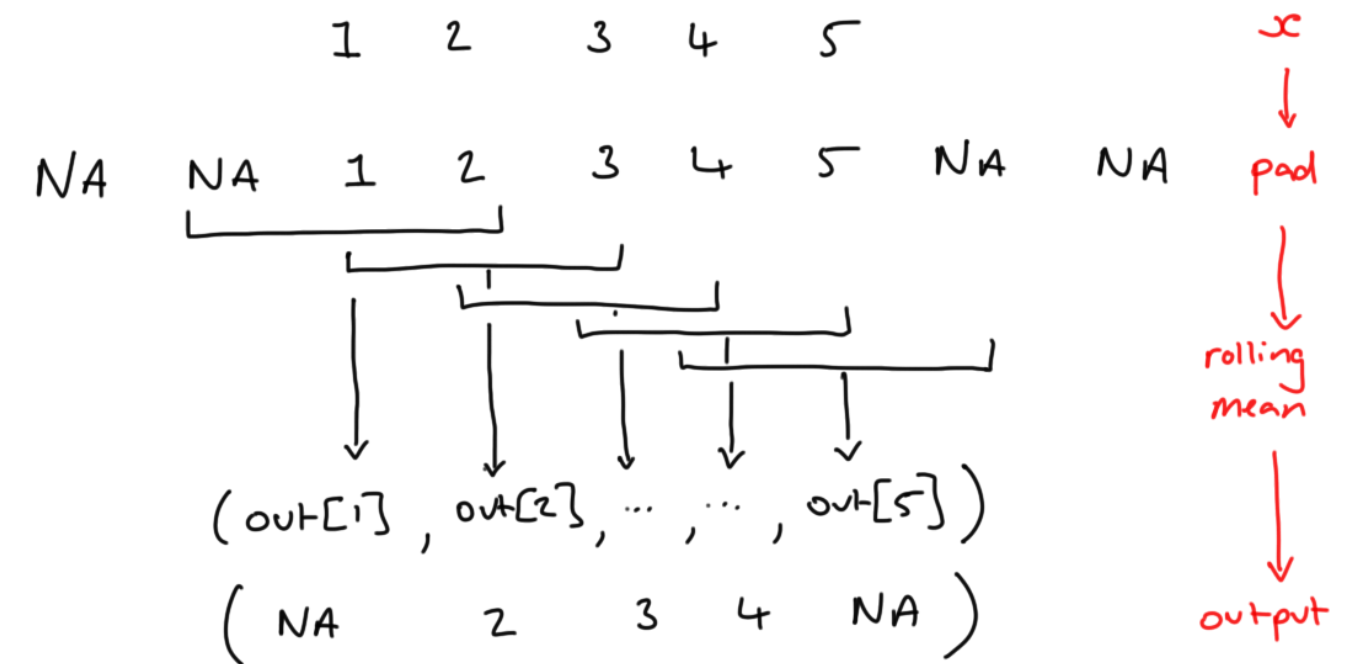 1 2 3 4 5 x
NA NA 1 2 3 4 5 NA NA pad
rolling
mean
(out[1], out[2], ..., ..., out[5])
(NA 2 3 4 NA) output